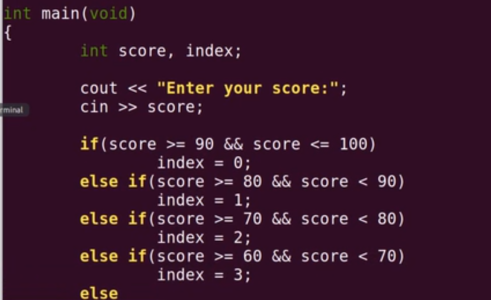 int main(void)
{
int score, index;
cout << "Enter your score:";
cin >> score;
rminal
if(score >= 90 && score <= 100)
index = 0;
else if(score >= 80 && score < 90)
index = 1;
else if(score >= 70 && score < 80)
index = 2;
else if(score >= 60 && score < 70)
index = 3;
else